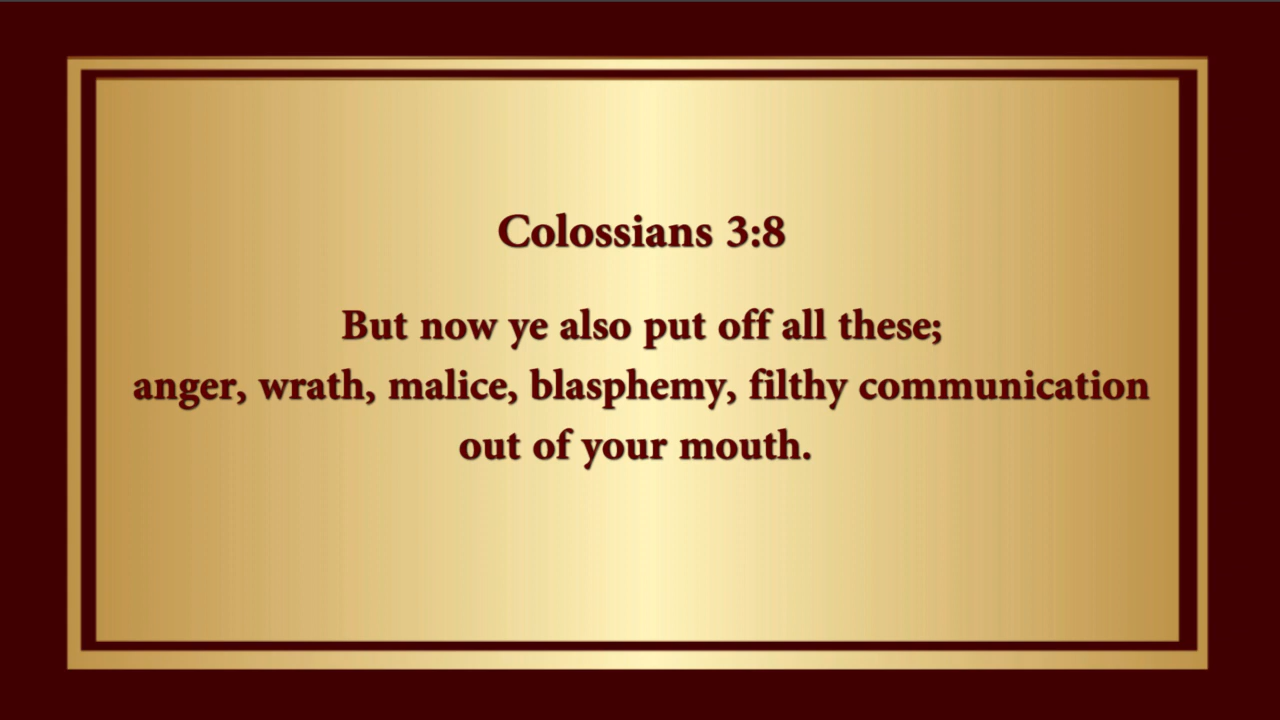 Colossians 3:8
But now ye also put off all these;
anger, wrath, malice, blasphemy, filthy communication
out of your mouth.